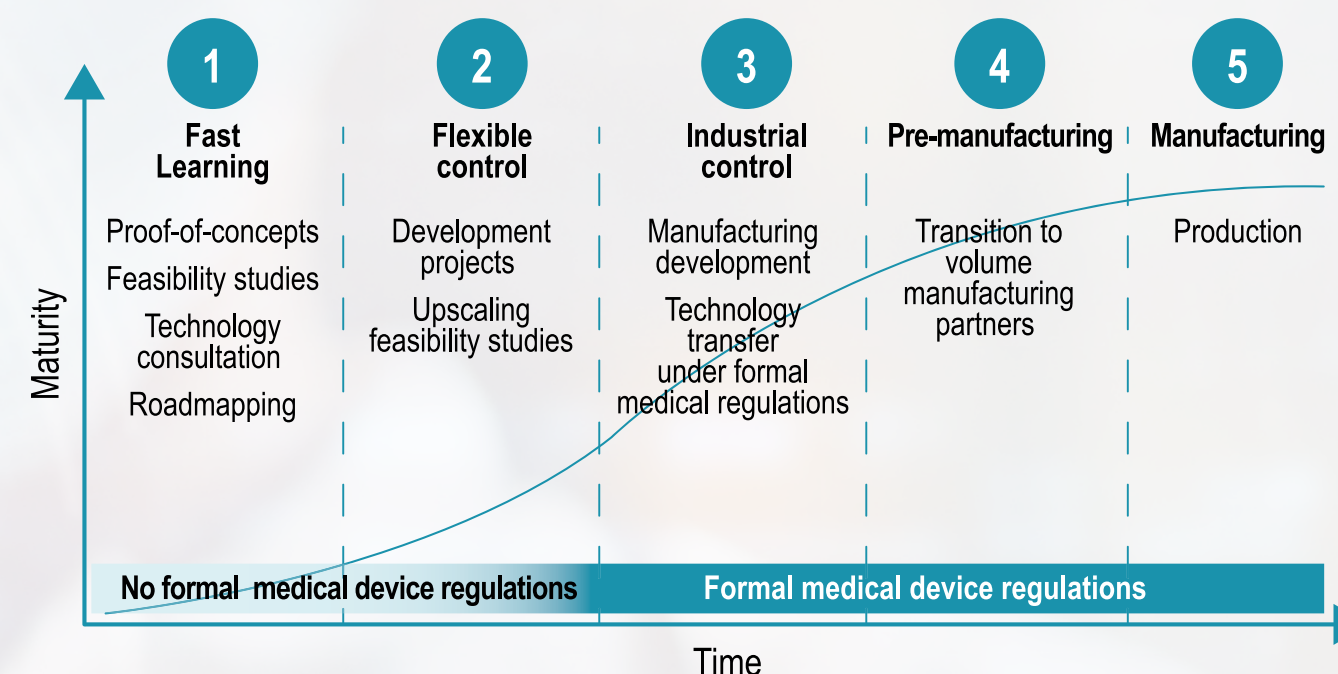 1
Fast
Learning
Proof-of-concepts
Feasibility studies
Technology
consultation
Roadmapping
2
Flexible
control
Development
projects
Upscaling
feasibility studies
3
Industrial
control
Manufacturing
development
Technology
transfer
under formal
medical regulations
4
Pre-manufacturing
Transition to
volume
manufacturing
partners
5
Manufacturing
Production
Maturity
No formal medical device regulations
Formal medical device regulations
Time